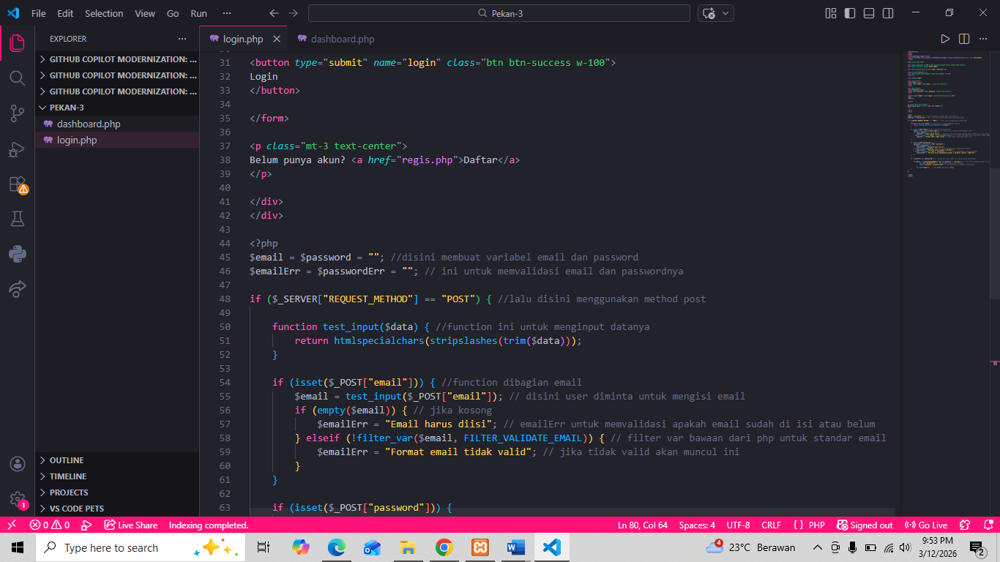 File Edit Selection View Go Run ··· Pekan-3
EXPLORER ···
GITHUB COPILOT MODERNIZATION: ...
GITHUB COPILOT MODERNIZATION: ...
GITHUB COPILOT MODERNIZATION: ...
PEKAN-3
dashboard.php
login.php
OUTLINE
TIMELINE
PROJECTS
VS CODE PETS
1
login.php dashboard.php
31 <button type="submit" name="login" class="btn btn-success w-100">
32 Login
33 </button>
34
35 </form>
36
37 <p class="mt-3 text-center">
38 Belum punya akun? <a href="regis.php">Daftar</a>
39 </p>
40
41 </div>
42 </div>
43
44 <?php
45 $email = $password = ""; //disini membuat variabel email dan password
46 $emailErr = $passwordErr = ""; // ini untuk memvalidasi email dan passwordnya
47
48 if ($_SERVER["REQUEST_METHOD"] == "POST") { //lalu disini menggunakan method post
49
50 function test_input($data) { //function ini untuk menginput datanya
51 return htmlspecialchars(stripslashes(trim($data)));
52 }
53
54 if (isset($_POST["email"])) { //function dibagian email
55 $email = test_input($_POST["email"]); // disini user diminta untuk mengisi email
56 if (empty($email)) { // jika kosong
57 $emailErr = "Email harus diisi"; // emailErr untuk memvalidasi apakah email sudah di isi atau belum
58 } elseif (!filter_var($email, FILTER_VALIDATE_EMAIL)) { // filter var bawaan dari php untuk standar email
59 $emailErr = "Format email tidak valid"; // jika tidak valid akan muncul ini
60 }
61 }
62
63 if (isset($_POST["password"])) {
0 0 Live Share Indexing completed. Ln 80, Col 64 Spaces: 4 UTF-8 CRLF { } PHP Signed out Go Live
Type here to search 4 23°C Berawan 9:53 PM
3/12/2026 2